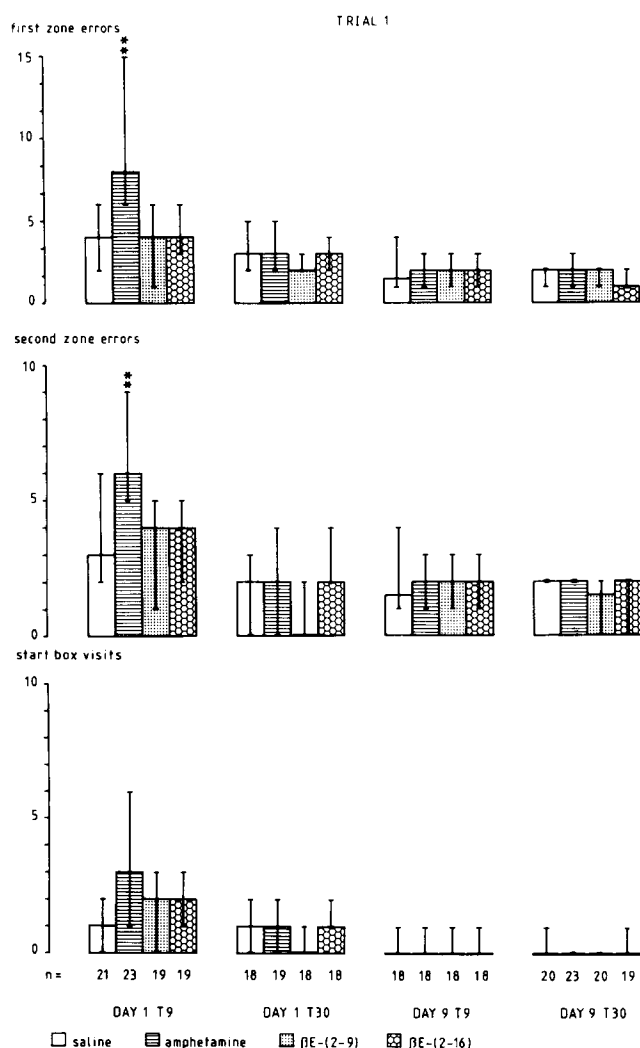 TRIAL 1
first zone errors
**
15
10
5
0
second zone errors
**
10
5
0
start box visits
10
5
0
n = 21 23 19 19 18 19 18 18 18 18 18 18 20 23 20 19
DAY 1 T9 DAY 1 T30 DAY 9 T9 DAY 9 T30
saline amphetamine βE-(2-9) βE-(2-16)